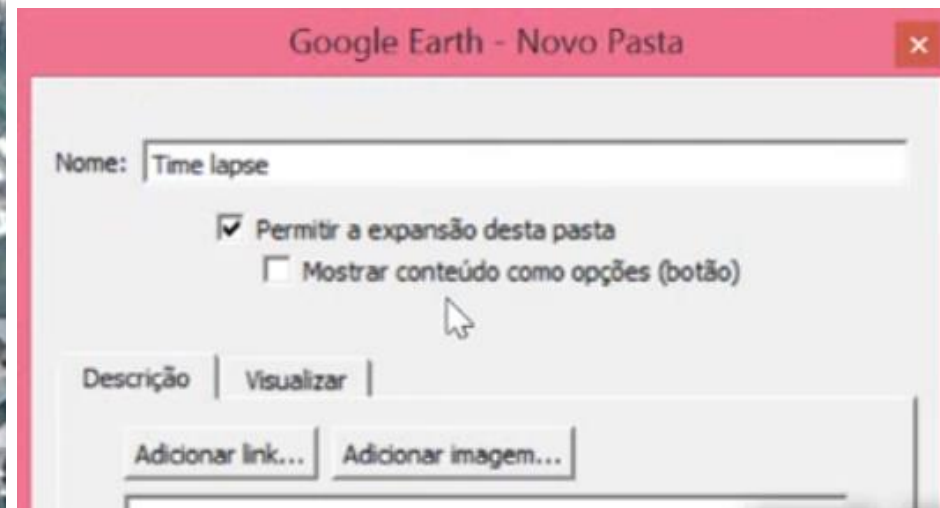 Google Earth - Novo Pasta
Nome: Time lapse
Permitir a expansão desta pasta
Mostrar conteúdo como opções (botão)
Descrição Visualizar
Adicionar link... Adicionar imagem...